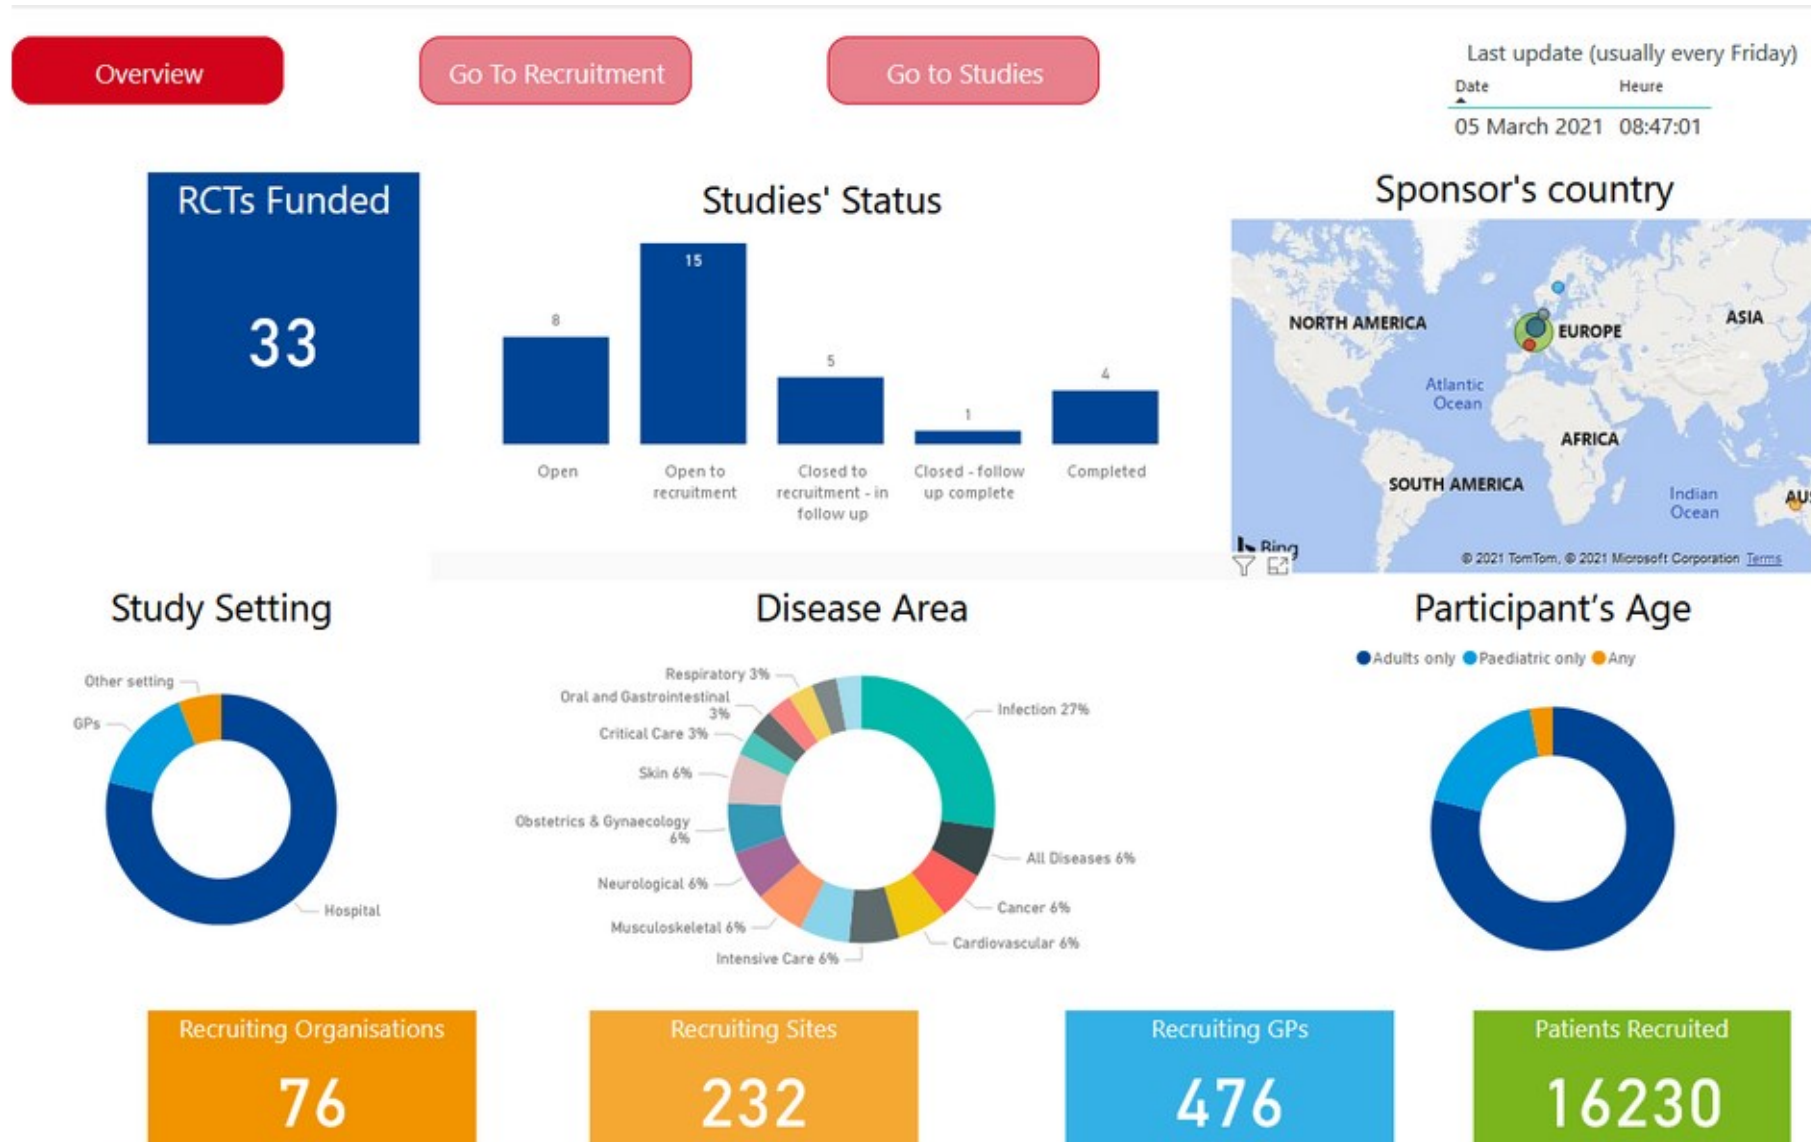 Overview
Go To Recruitment
Go to Studies
Last update (usually every Friday)
Date Heure
05 March 2021 08:47:01
RCTs Funded
33
Studies' Status
8
15
5
1
4
Open
Open to
recruitment
Closed to
recruitment - in
follow up
Closed - follow
up complete
Completed
Sponsor's country
NORTH AMERICA
EUROPE
ASIA
Atlantic
Ocean
AFRICA
SOUTH AMERICA
Indian
Ocean
AUS
Bing
© 2021 TomTom, © 2021 Microsoft Corporation Terms
Study Setting
Other setting
GPs
Hospital
Disease Area
Respiratory 3%
Oral and Gastrointestinal
3%
Critical Care 3%
Skin 6%
Obstetrics & Gynaecology
6%
Neurological 6%
Musculoskeletal 6%
Intensive Care 6%
Infection 27%
All Diseases 6%
Cancer 6%
Cardiovascular 6%
Participant's Age
Adults only Paediatric only Any
Recruiting Organisations
76
Recruiting Sites
232
Recruiting GPs
476
Patients Recruited
16230